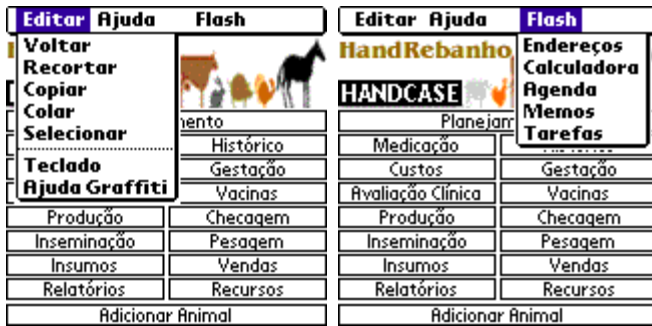 Editar Ajuda Flash
Voltar
Recortar
Copiar
Colar
Selecionar
Teclado
Ajuda Graffiti
mento
Histórico
Gestação
Vacinas
Produção Checagem
Inseminação Pesagem
Insumos Vendas
Relatórios Recursos
Adicionar Animal
Editar Ajuda Flash
Endereços
Calculadora
Agenda
Memos
Tarefas
HandRebanho
HANDCASE
Planejam
Medicação
Custos Gestação
Avaliação Clínica Vacinas
Produção Checagem
Inseminação Pesagem
Insumos Vendas
Relatórios Recursos
Adicionar Animal